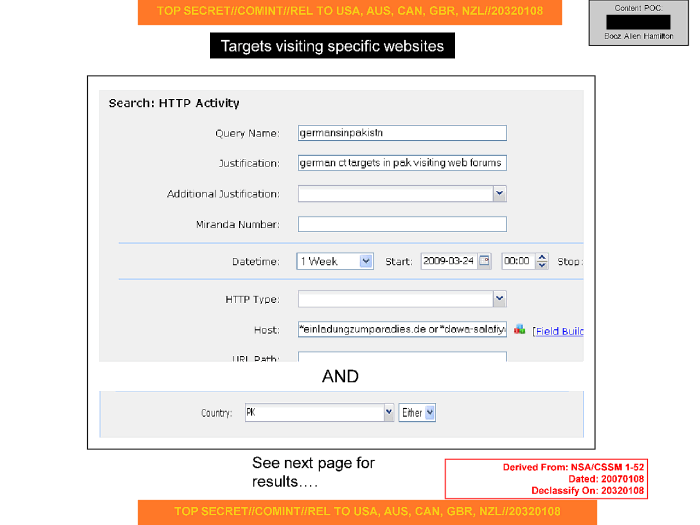 TOP SECRET//COMINT//REL TO USA, AUS, CAN, GBR, NZL//20320108
Content POC:
Booz Allen Hamilton
Targets visiting specific websites
Search: HTTP Activity
Query Name: germansinpakistn
Justification: german ct targets in pak visiting web forums
Additional Justification:
Miranda Number:
Datetime: 1 Week Start: 2009-03-24 00:00 Stop:
HTTP Type:
Host: *einladungzumparadies.de or *dawa-salafiy [Field Build
URL Path:
AND
Country: PK Either
See next page for
results....
Derived From: NSA/CSSM 1-52
Dated: 20070108
Declassify On: 20320108
TOP SECRET//COMINT//REL TO USA, AUS, CAN, GBR, NZL//20320108